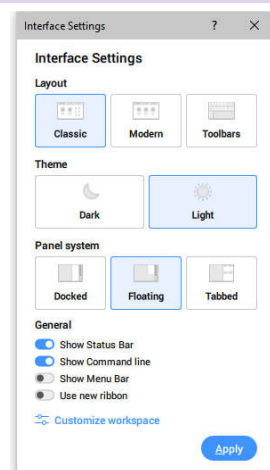 Interface Settings ? ×
Interface Settings
Layout
Classic Modern Toolbars
Theme
Dark Light
Panel system
Docked Floating Tabbed
General
Show Status Bar
Show Command line
Show Menu Bar
Use new ribbon
Customize workspace
Apply